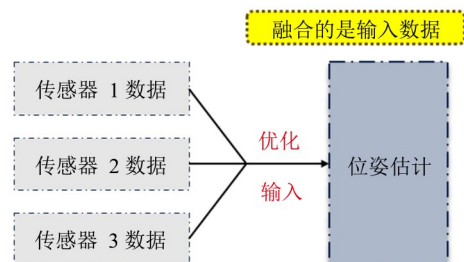 融合的是输入数据
传感器 1 数据
传感器 2 数据
传感器 3 数据
优化
输入
位姿估计